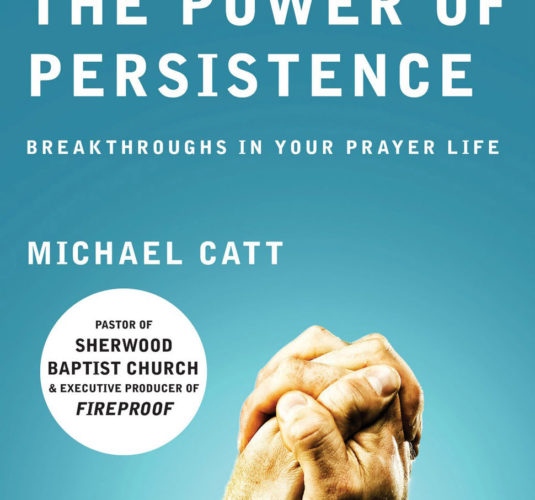 THE POWER OF
PERSISTENCE
BREAKTHROUGHS IN YOUR PRAYER LIFE
MICHAEL CATT
PASTOR OF
SHERWOOD
BAPTIST CHURCH
& EXECUTIVE PRODUCER OF
FIREPROOF